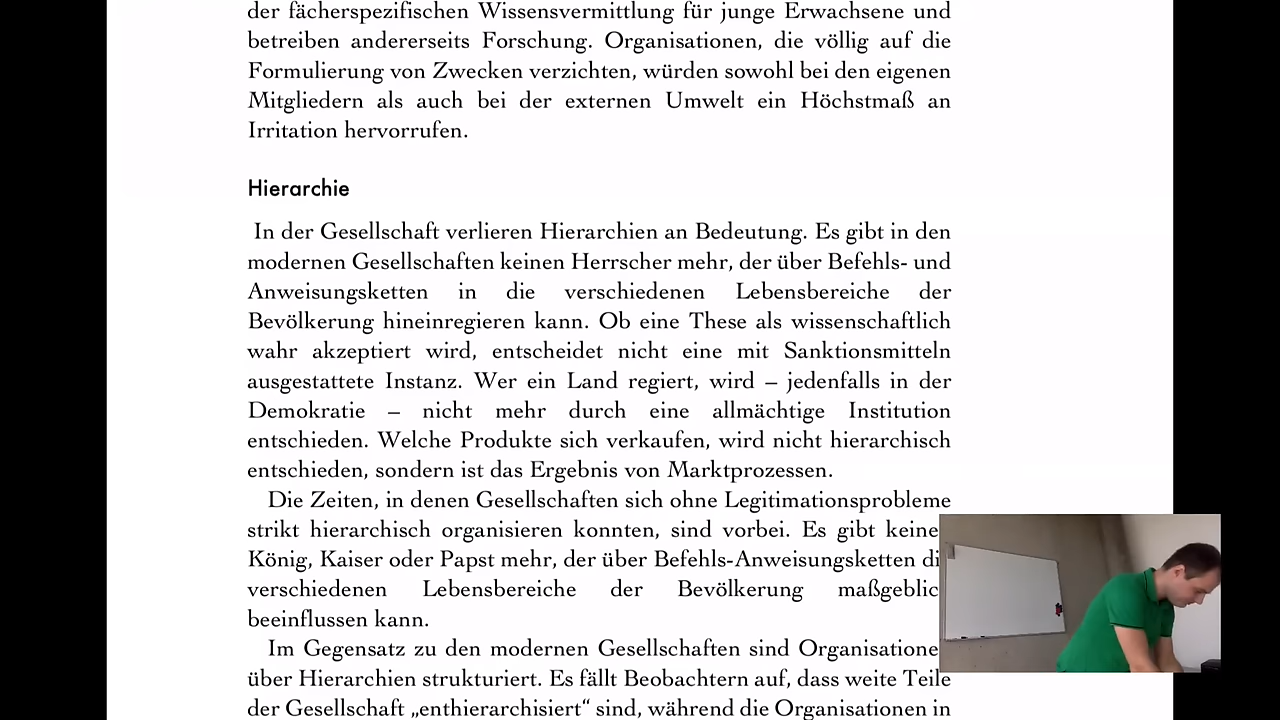 der fächerspezifischen Wissensvermittlung für junge Erwachsene und
betreiben andererseits Forschung. Organisationen, die völlig auf die
Formulierung von Zwecken verzichten, würden sowohl bei den eigenen
Mitgliedern als auch bei der externen Umwelt ein Höchstmaß an
Irritation hervorrufen.
Hierarchie
In der Gesellschaft verlieren Hierarchien an Bedeutung. Es gibt in den
modernen Gesellschaften keinen Herrscher mehr, der über Befehls- und
Anweisungsketten in die verschiedenen Lebensbereiche der
Bevölkerung hineinregieren kann. Ob eine These als wissenschaftlich
wahr akzeptiert wird, entscheidet nicht eine mit Sanktionsmitteln
ausgestattete Instanz. Wer ein Land regiert, wird – jedenfalls in der
Demokratie – nicht mehr durch eine allmächtige Institution
entschieden. Welche Produkte sich verkaufen, wird nicht hierarchisch
entschieden, sondern ist das Ergebnis von Marktprozessen.
Die Zeiten, in denen Gesellschaften sich ohne Legitimationsprobleme
strikt hierarchisch organisieren konnten, sind vorbei. Es gibt keine
König, Kaiser oder Papst mehr, der über Befehls-Anweisungsketten di
verschiedenen Lebensbereiche der Bevölkerung maßgeblic
beeinflussen kann.
Im Gegensatz zu den modernen Gesellschaften sind Organisatione
über Hierarchien strukturiert. Es fällt Beobachtern auf, dass weite Teile
der Gesellschaft „enthierarchisiert“ sind, während die Organisationen in